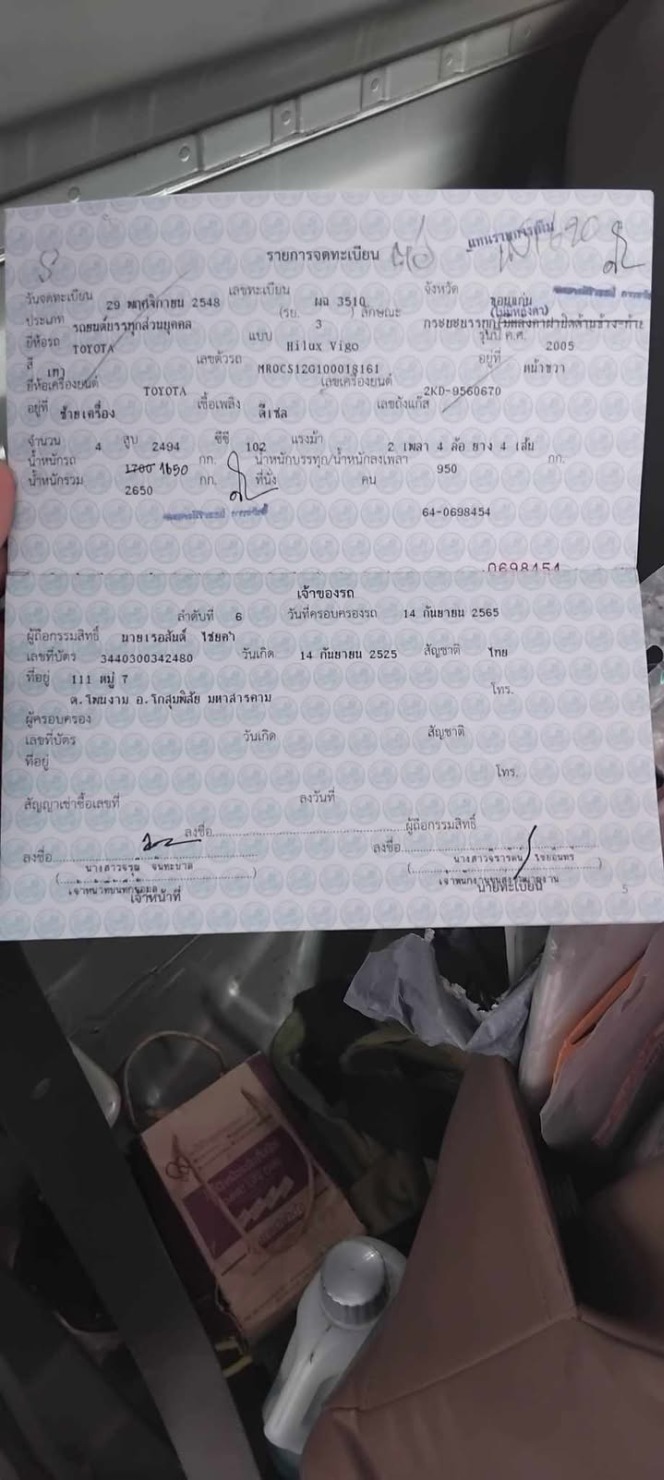 รายการจดทะเบียน
วันจดทะเบียน 29 พฤศจิกายน 2548 เลขทะเบียน ผฉ 3510 จังหวัด ขอนแก่น
(ไม่มีหลังคา)
ประเภท รถยนต์บรรทุกส่วนบุคคล (รย. 3 ) ลักษณะ กระบะบรรทุก
ยี่ห้อรถ TOYOTA แบบ Hilux Vigo รุ่นปี ค.ศ. 2005
สี เทา เลขตัวรถ MROCS12G100018161 อยู่ที่ หน้าขวา
ยี่ห้อเครื่องยนต์ TOYOTA เลขเครื่องยนต์ 2KD-9560670
อยู่ที่ ซ้ายเครื่อง เชื้อเพลิง ดีเซล เลขถังแก๊ส
จำนวน 4 สูบ 2494 ซีซี 102 แรงม้า 2 เพลา 4 ล้อ ยาง 4 เส้น
น้ำหนักรถ 1700 1650 กก. น้ำหนักบรรทุก/น้ำหนักลงเพลา 950 กก.
น้ำหนักรวม 2650 กก. ที่นั่ง คน
64-0698454
0698454
เจ้าของรถ
ลำดับที่ 6 วันที่ครอบครองรถ 14 กันยายน 2565
ผู้ถือกรรมสิทธิ์ นายเรอสันต์ ไชยคำ
เลขที่บัตร 3440300342480 วันเกิด 14 กันยายน 2525 สัญชาติ ไทย
ที่อยู่ 111 หมู่ 7
ต.โพนงาม อ.โกสุมพิสัย มหาสารคาม โทร.
ผู้ครอบครอง
เลขที่บัตร วันเกิด สัญชาติ
ที่อยู่
โทร.
สัญญาเช่าซื้อเลขที่ ลงวันที่
ลงชื่อ ผู้ถือกรรมสิทธิ์
ลงชื่อ ลงชื่อ
เจ้าหน้าที่ นายทะเบียน
5